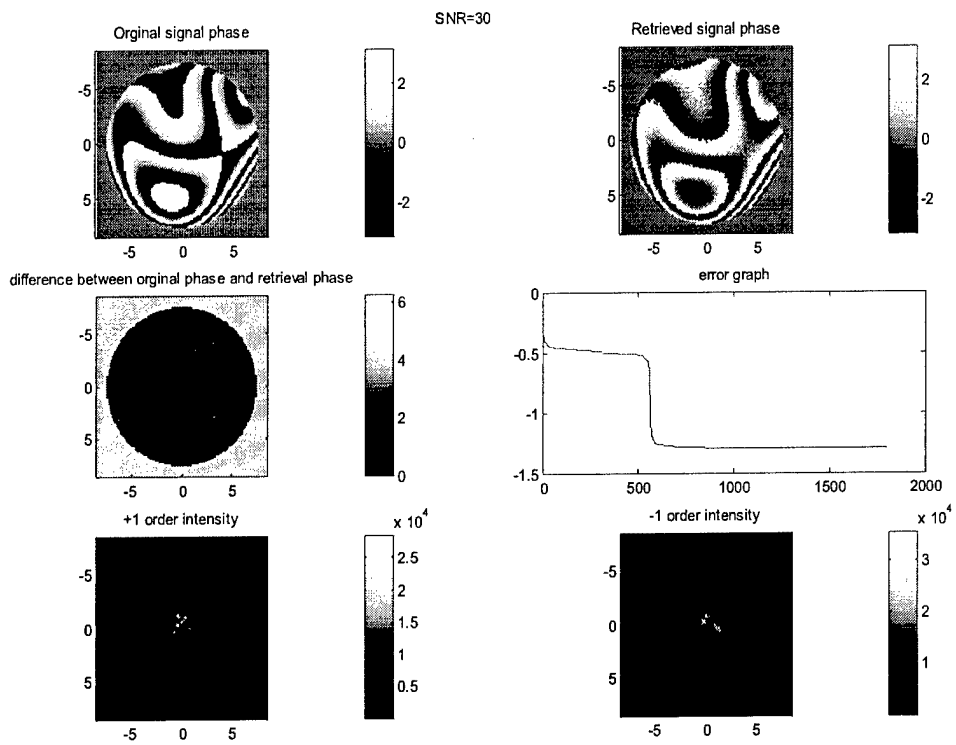 SNR=30
Orginal signal phase
Retrieved signal phase
-5
0
5
-5 0 5
2
0
-2
-5
0
5
-5 0 5
2
0
-2
difference between orginal phase and retrieval phase
error graph
-5
0
5
-5 0 5
6
4
2
0
0
-0.5
-1
-1.5
0 500 1000 1500 2000
+1 order intensity
-1 order intensity
-5
0
5
-5 0 5
x 10^4
2.5
2
1.5
1
0.5
-5
0
5
-5 0 5
x 10^4
3
2
1